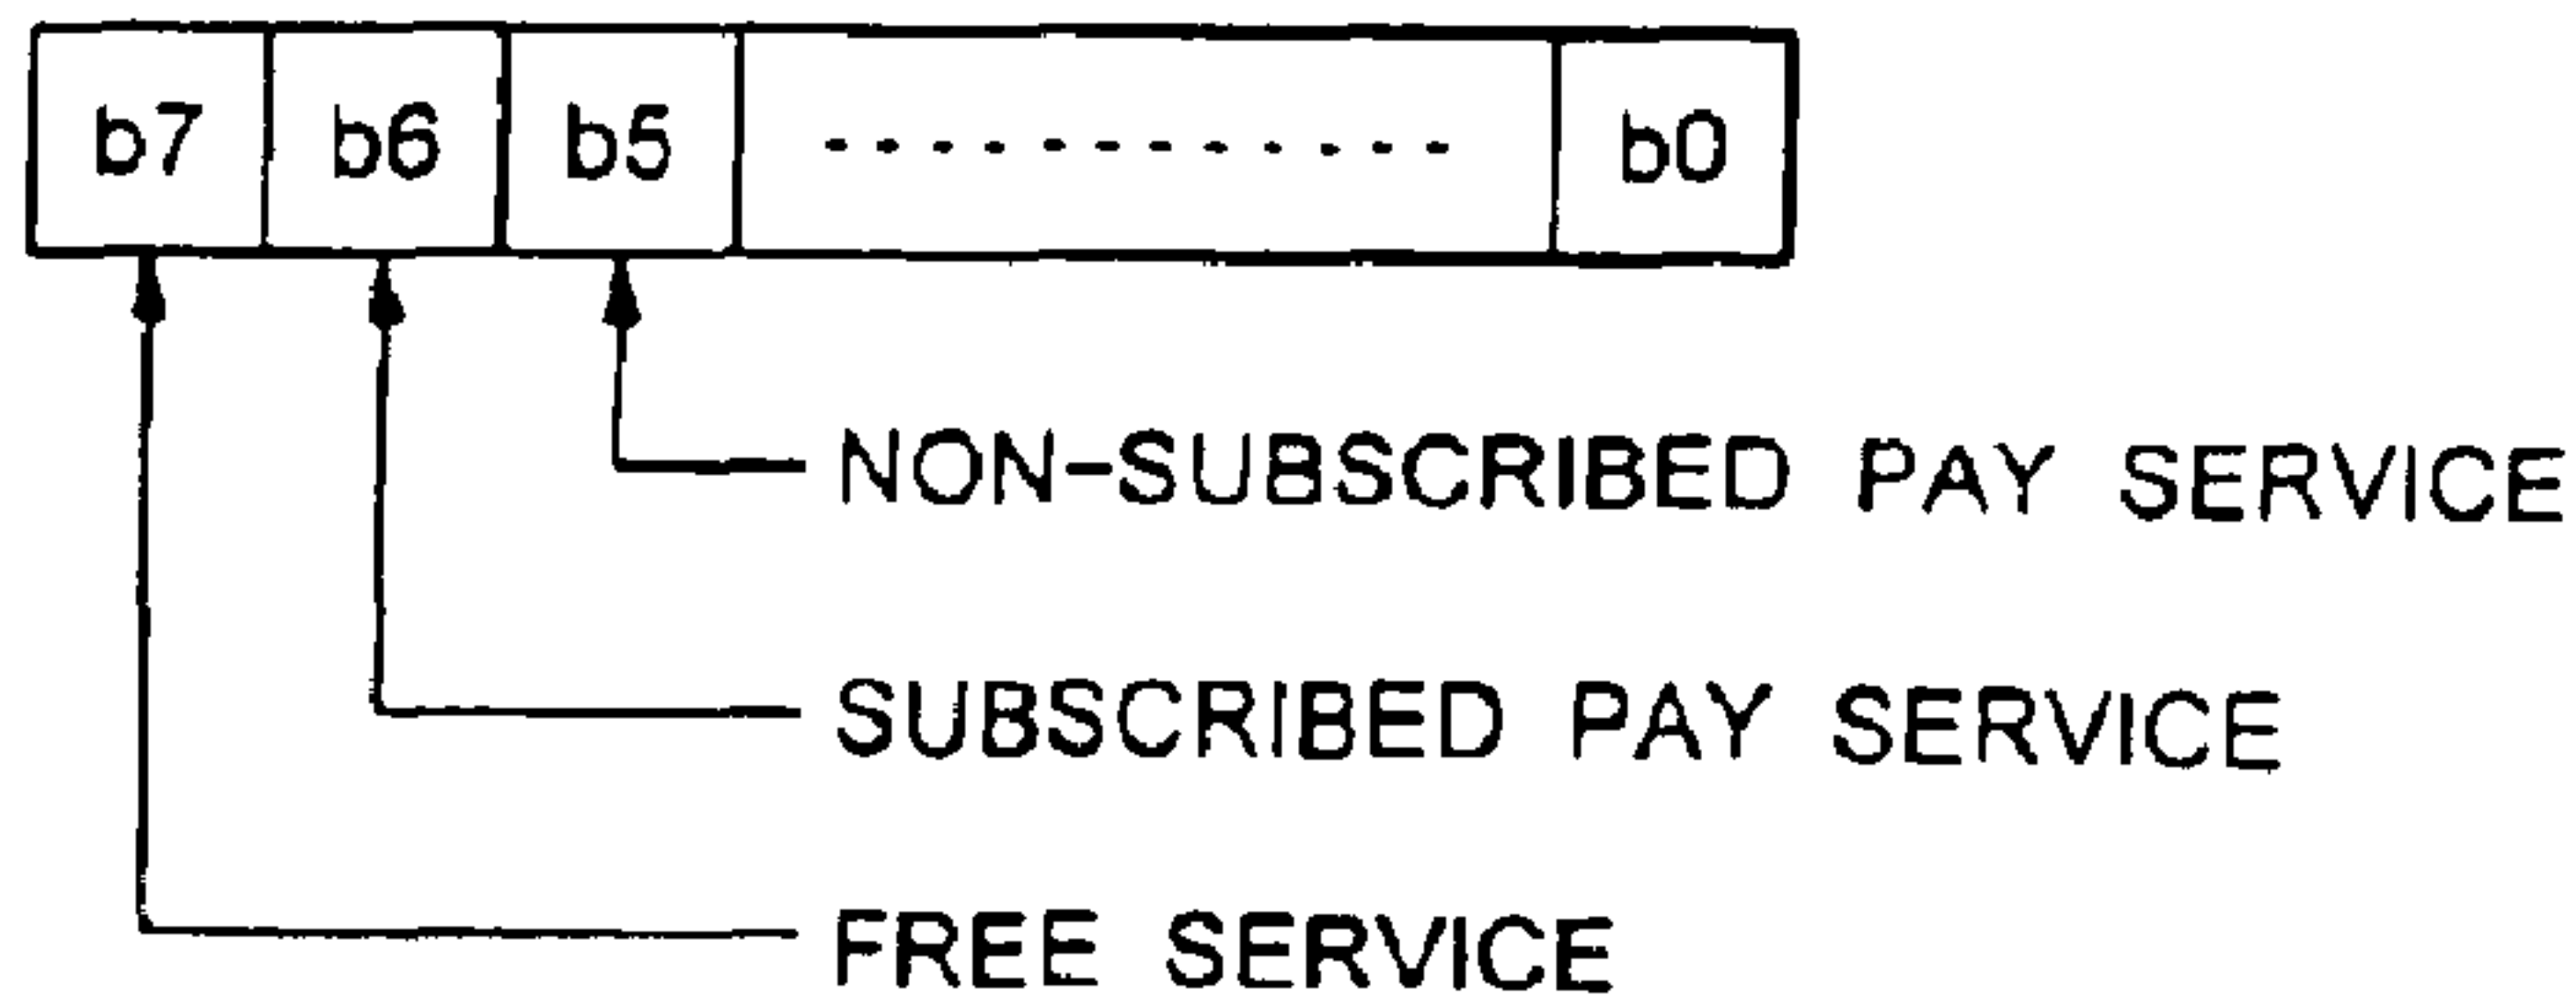 b7 b6 b5 ------------ b0
NON-SUBSCRIBED PAY SERVICE
SUBSCRIBED PAY SERVICE
FREE SERVICE